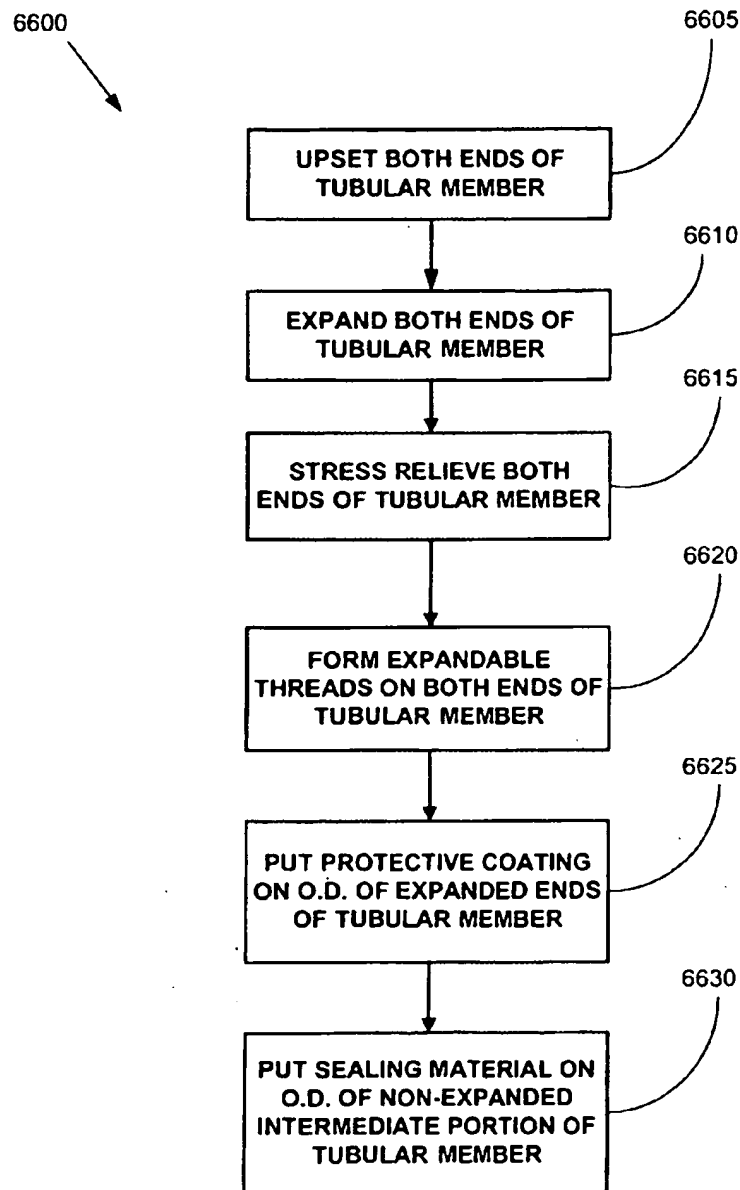 6600
6605
UPSET BOTH ENDS OF
TUBULAR MEMBER
6610
EXPAND BOTH ENDS OF
TUBULAR MEMBER
6615
STRESS RELIEVE BOTH
ENDS OF TUBULAR MEMBER
6620
FORM EXPANDABLE
THREADS ON BOTH ENDS OF
TUBULAR MEMBER
6625
PUT PROTECTIVE COATING
ON O.D. OF EXPANDED ENDS
OF TUBULAR MEMBER
6630
PUT SEALING MATERIAL ON
O.D. OF NON-EXPANDED
INTERMEDIATE PORTION OF
TUBULAR MEMBER